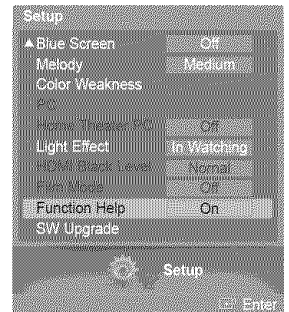 Setup
▲Blue Screen Off
Melody Medium
Color Weakness
PC
Home Theater PC Off
Light Effect In Watching
HDMI Black Level Normal
Film Mode Off
Function Help On
SW Upgrade
Setup
Enter